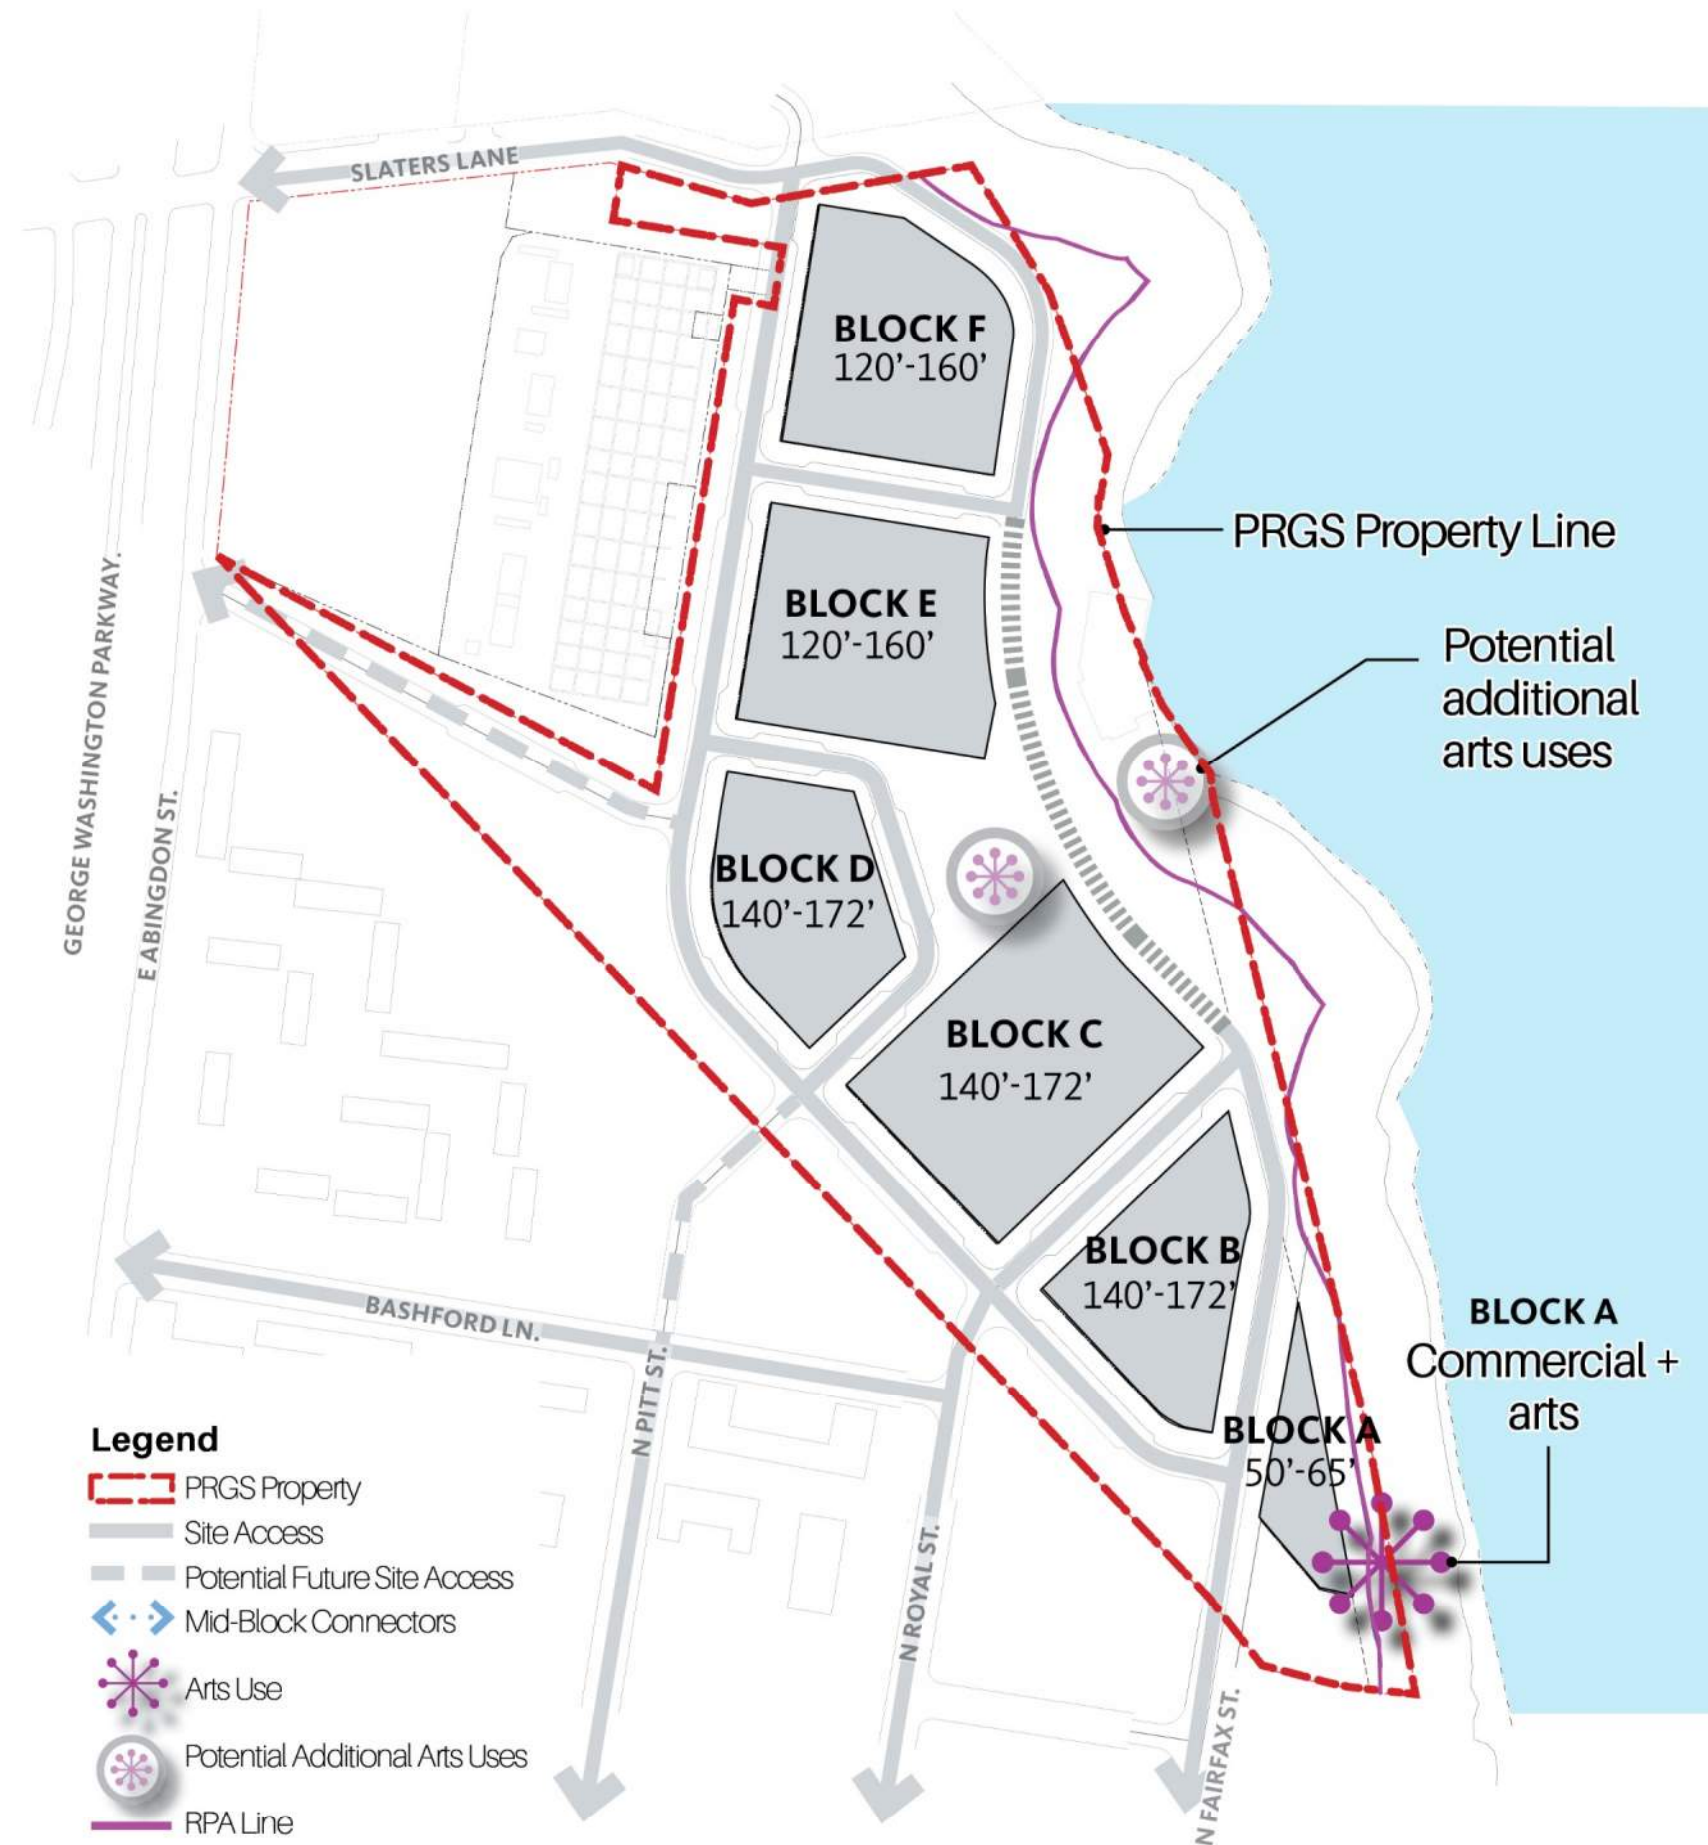 SLATERS LANE
BLOCK F
120’-160’
PRGS Property Line
BLOCK E
120’-160’
Potential
additional
arts uses
GEORGE WASHINGTON PARKWAY.
E ABINGDON ST.
BLOCK D
140’-172’
BLOCK C
140’-172’
BLOCK B
140’-172’
BASHFORD LN.
BLOCK A
Commercial +
arts
N PITT ST.
BLOCK A
50’-65’
N ROYAL ST.
N FAIRFAX ST.
Legend
PRGS Property
Site Access
Potential Future Site Access
Mid-Block Connectors
Arts Use
Potential Additional Arts Uses
RPA Line